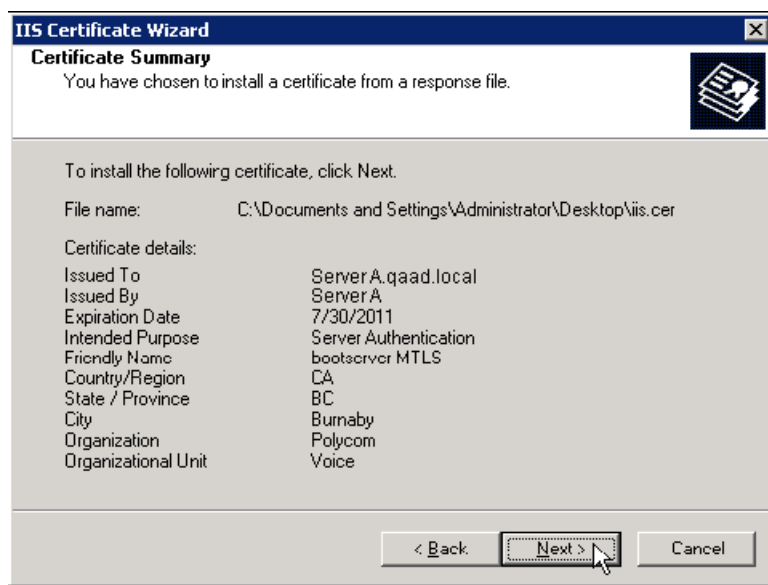 IIS Certificate Wizard
Certificate Summary
You have chosen to install a certificate from a response file.
To install the following certificate, click Next.
File name: C:\Documents and Settings\Administrator\Desktop\iis.cer
Certificate details:
Issued To Server A.qaad.local
Issued By Server A
Expiration Date 7/30/2011
Intended Purpose Server Authentication
Friendly Name bootserver MTLS
Country/Region CA
State / Province BC
City Burnaby
Organization Polycom
Organizational Unit Voice
< Back Next > Cancel